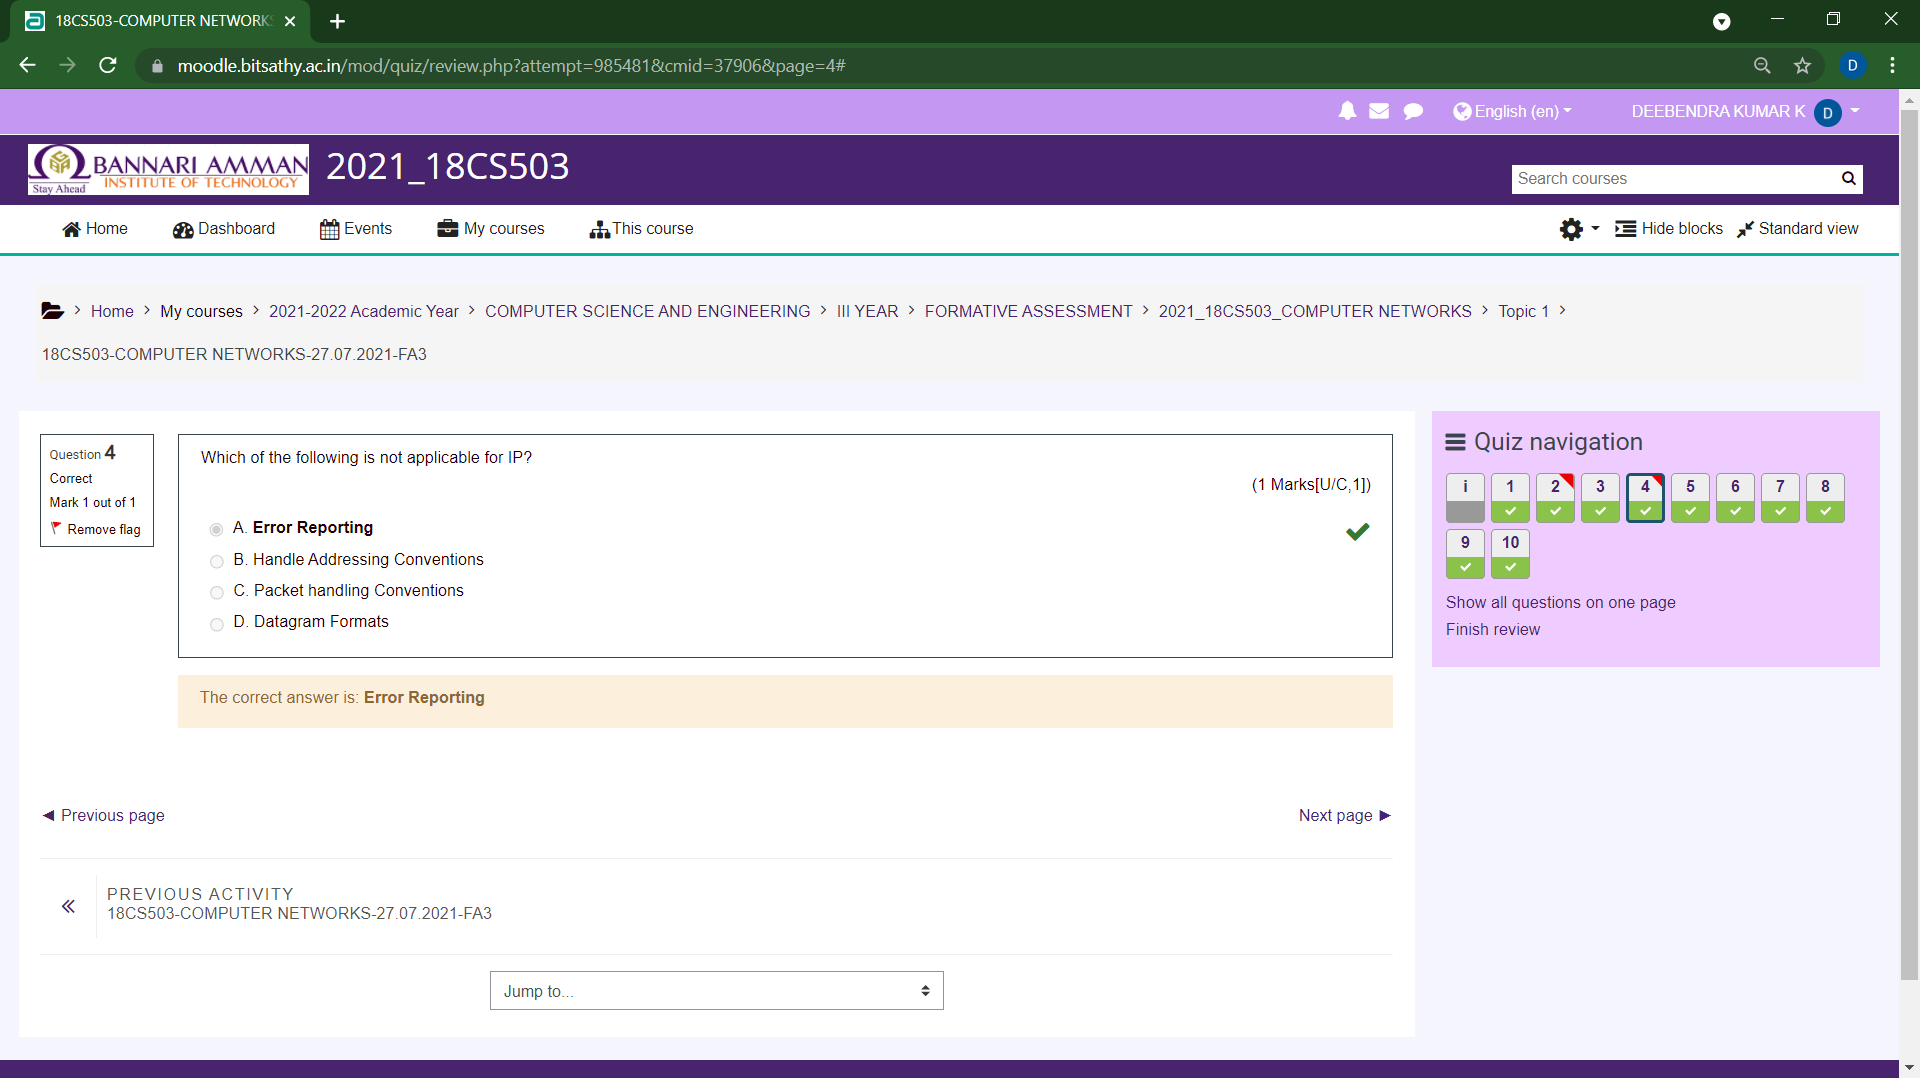 18CS503-COMPUTER NETWORKS
moodle.bitsathy.ac.in/mod/quiz/review.php?attempt=985481&cmid=37906&page=4#
D
English (en)
DEEBENDRA KUMAR K
D
BANNARI AMMAN
INSTITUTE OF TECHNOLOGY
Stay Ahead
2021_18CS503
Search courses
Home
Dashboard
Events
My courses
This course
Hide blocks
Standard view
Home
My courses
2021-2022 Academic Year
COMPUTER SCIENCE AND ENGINEERING
III YEAR
FORMATIVE ASSESSMENT
2021_18CS503_COMPUTER NETWORKS
Topic 1
18CS503-COMPUTER NETWORKS-27.07.2021-FA3
Question 4
Correct
Mark 1 out of 1
Remove flag
Which of the following is not applicable for IP?
(1 Marks[U/C,1])
A. Error Reporting
B. Handle Addressing Conventions
C. Packet handling Conventions
D. Datagram Formats
The correct answer is: Error Reporting
Quiz navigation
i 1 2 3 4 5 6 7 8
9 10
Show all questions on one page
Finish review
◄ Previous page
Next page ►
PREVIOUS ACTIVITY
18CS503-COMPUTER NETWORKS-27.07.2021-FA3
Jump to...